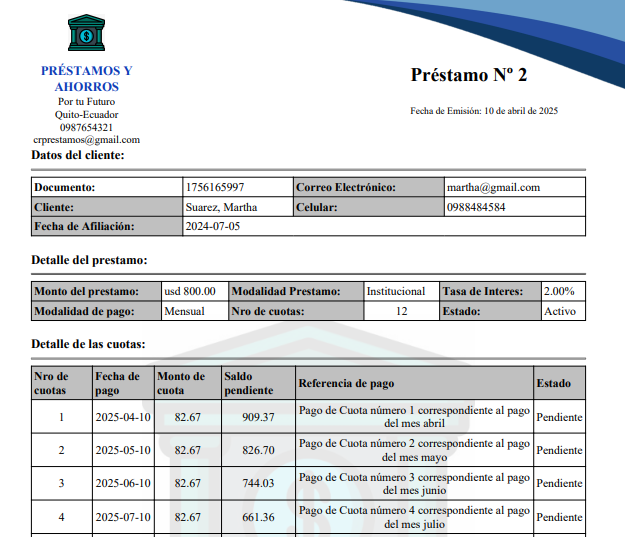 PRÉSTAMOS Y
AHORROS
Por tu Futuro
Quito-Ecuador
0987654321
crprestamos@gmail.com
Préstamo Nº 2
Fecha de Emisión: 10 de abril de 2025
Datos del cliente:
Documento: 1756165997 Correo Electrónico: martha@gmail.com
Cliente: Suarez, Martha Celular: 0988484584
Fecha de Afiliación: 2024-07-05
Detalle del prestamo:
Monto del prestamo: usd 800.00 Modalidad Prestamo: Institucional Tasa de Interes: 2.00%
Modalidad de pago: Mensual Nro de cuotas: 12 Estado: Activo
Detalle de las cuotas:
Nro de cuotas Fecha de pago Monto de cuota Saldo pendiente Referencia de pago Estado
1 2025-04-10 82.67 909.37 Pago de Cuota número 1 correspondiente al pago del mes abril Pendiente
2 2025-05-10 82.67 826.70 Pago de Cuota número 2 correspondiente al pago del mes mayo Pendiente
3 2025-06-10 82.67 744.03 Pago de Cuota número 3 correspondiente al pago del mes junio Pendiente
4 2025-07-10 82.67 661.36 Pago de Cuota número 4 correspondiente al pago del mes julio Pendiente